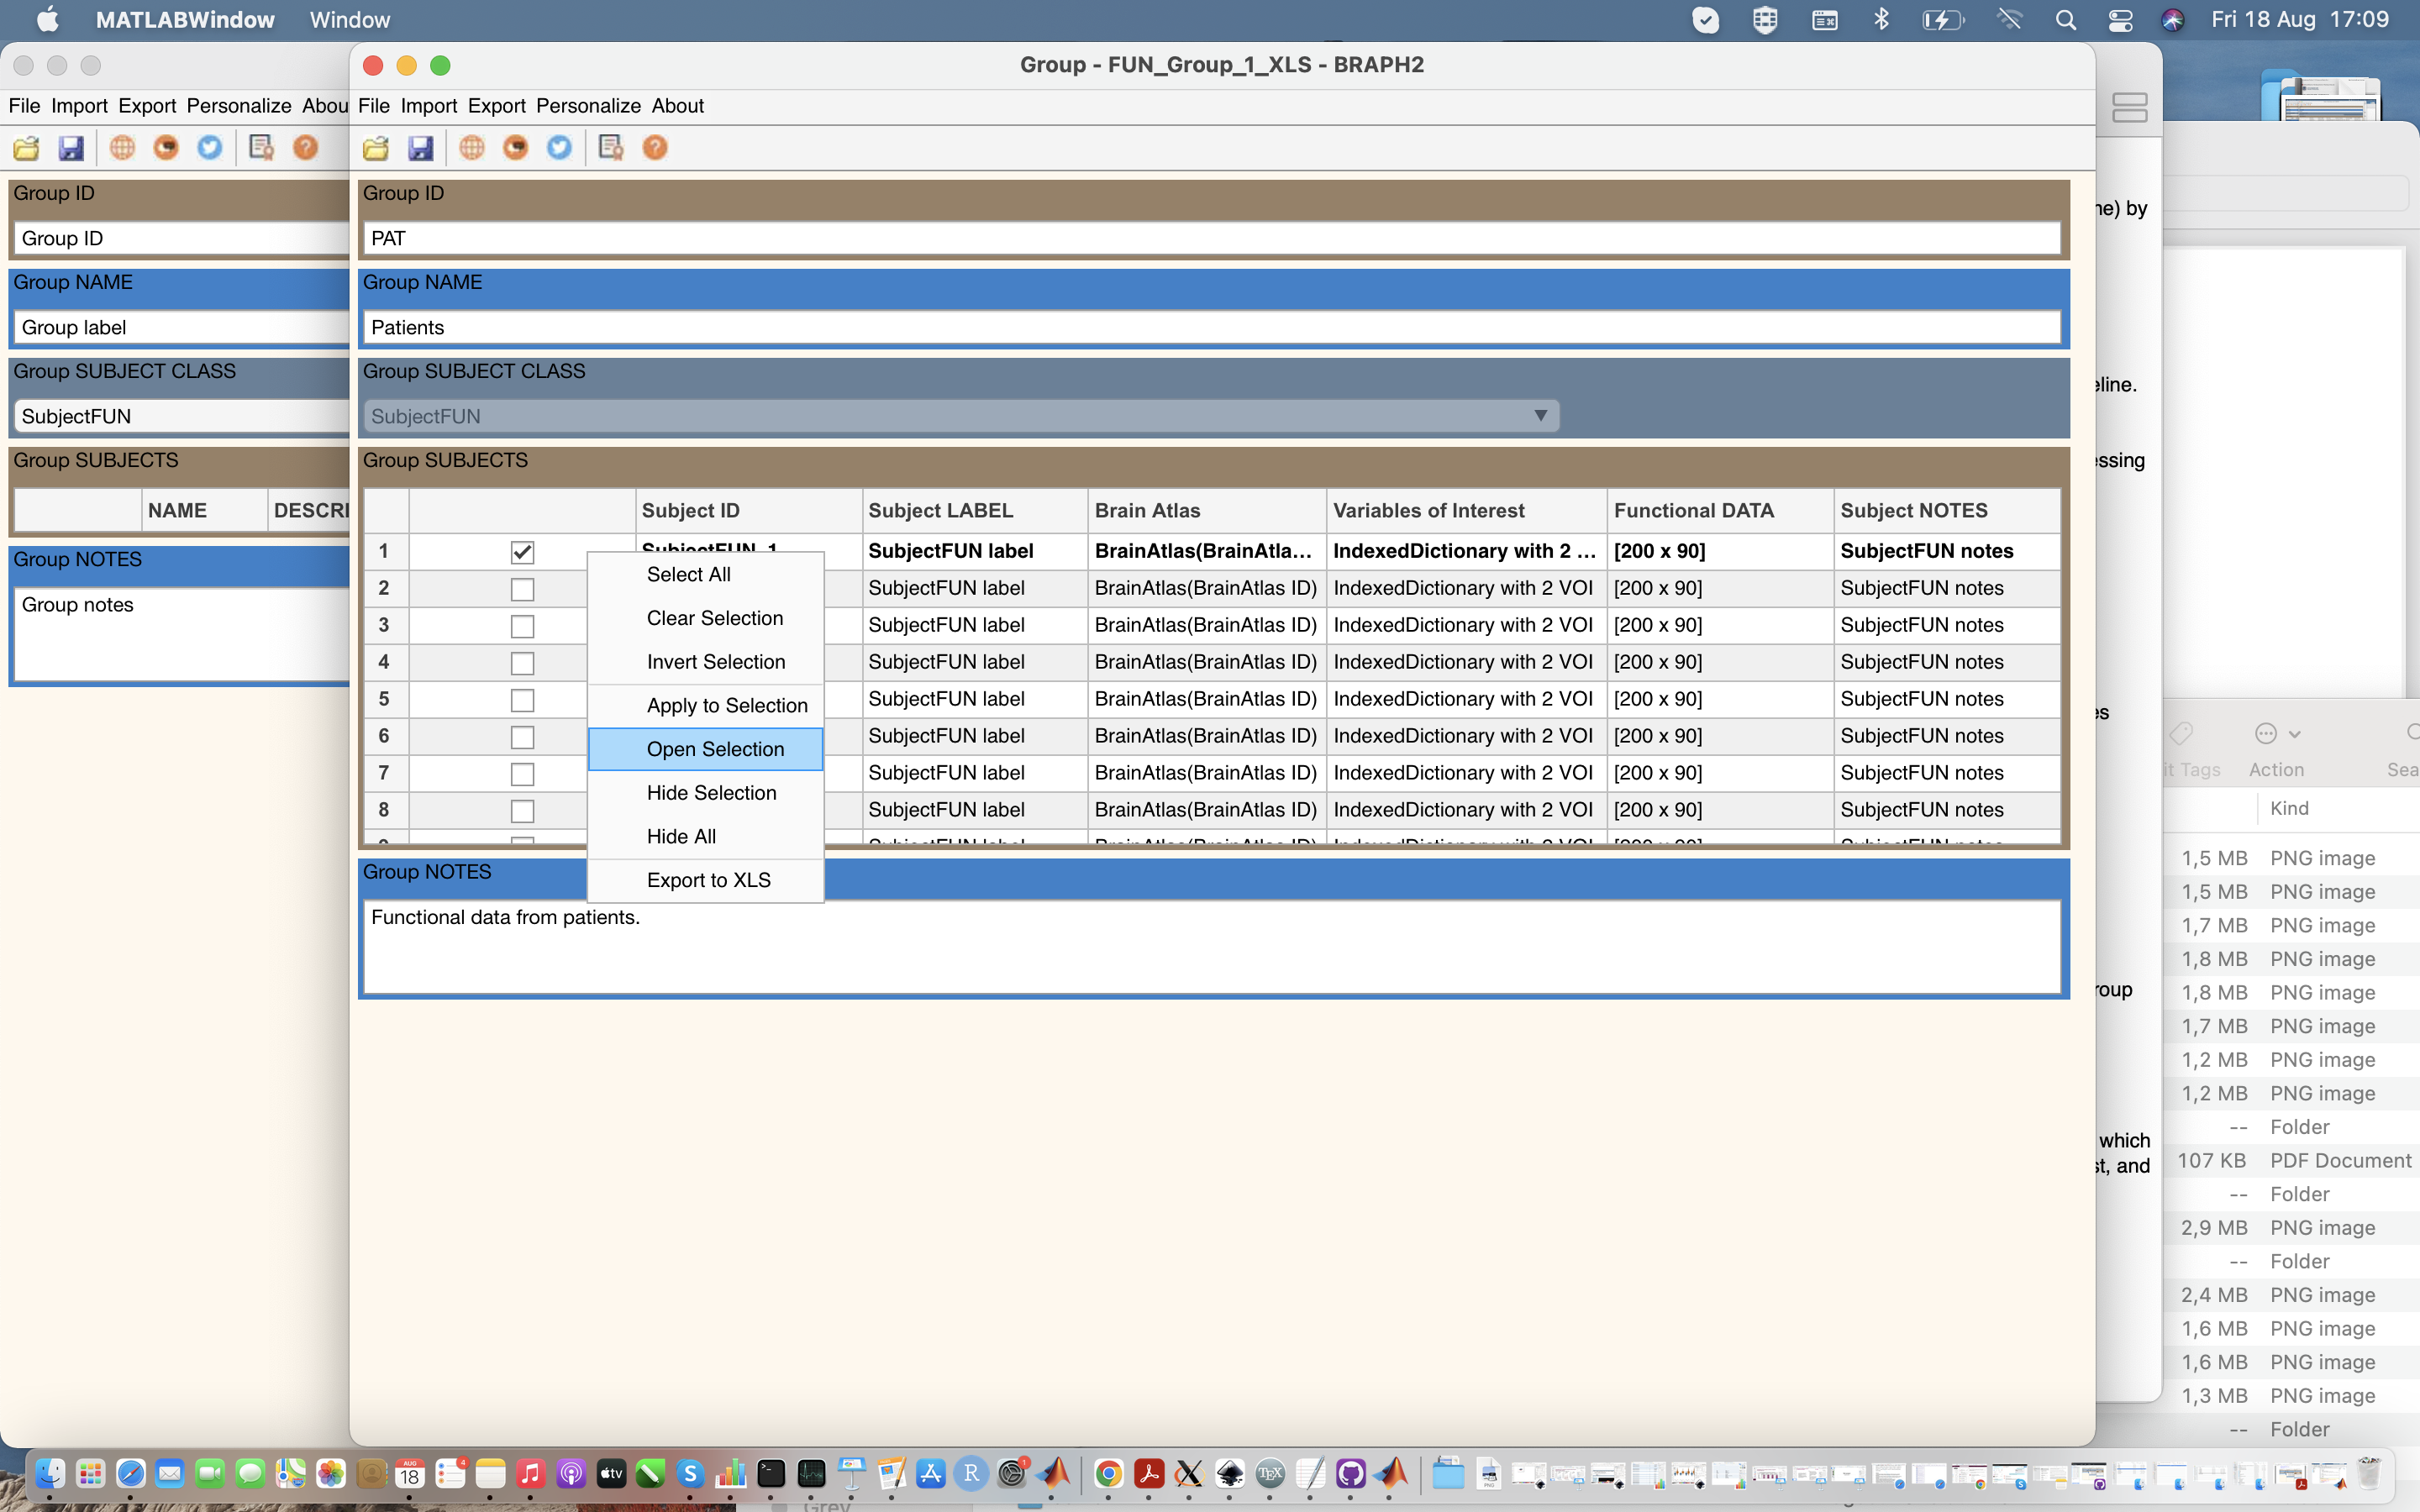 MATLABWindow Window
Fri 18 Aug 17:09
Group - FUN_Group_1_XLS - BRAPH2
File Import Export Personalize Abou
File Import Export Personalize About
Group ID
Group ID
Group NAME
Group label
Group SUBJECT CLASS
SubjectFUN
Group SUBJECTS
NAME DESCRI
Group NOTES
Group notes
Group ID
PAT
Group NAME
Patients
Group SUBJECT CLASS
SubjectFUN
Group SUBJECTS
Subject ID Subject LABEL Brain Atlas Variables of Interest Functional DATA Subject NOTES
1 SubjectFUN_1 SubjectFUN label BrainAtlas(BrainAtla... IndexedDictionary with 2 ... [200 x 90] SubjectFUN notes
2 SubjectFUN label BrainAtlas(BrainAtlas ID) IndexedDictionary with 2 VOI [200 x 90] SubjectFUN notes
3 SubjectFUN label BrainAtlas(BrainAtlas ID) IndexedDictionary with 2 VOI [200 x 90] SubjectFUN notes
4 SubjectFUN label BrainAtlas(BrainAtlas ID) IndexedDictionary with 2 VOI [200 x 90] SubjectFUN notes
5 SubjectFUN label BrainAtlas(BrainAtlas ID) IndexedDictionary with 2 VOI [200 x 90] SubjectFUN notes
6 SubjectFUN label BrainAtlas(BrainAtlas ID) IndexedDictionary with 2 VOI [200 x 90] SubjectFUN notes
7 SubjectFUN label BrainAtlas(BrainAtlas ID) IndexedDictionary with 2 VOI [200 x 90] SubjectFUN notes
8 SubjectFUN label BrainAtlas(BrainAtlas ID) IndexedDictionary with 2 VOI [200 x 90] SubjectFUN notes
Select All
Clear Selection
Invert Selection
Apply to Selection
Open Selection
Hide Selection
Hide All
Export to XLS
Group NOTES
Functional data from patients.
ne) by
eline.
essing
es
roup
which
st, and
it Tags Action Sea
Kind
1,5 MB PNG image
1,5 MB PNG image
1,7 MB PNG image
1,8 MB PNG image
1,8 MB PNG image
1,7 MB PNG image
1,2 MB PNG image
1,2 MB PNG image
-- Folder
107 KB PDF Document
-- Folder
2,9 MB PNG image
-- Folder
2,4 MB PNG image
1,6 MB PNG image
1,6 MB PNG image
1,3 MB PNG image
-- Folder
AUG
18
4
tv
1
TEX
Grey